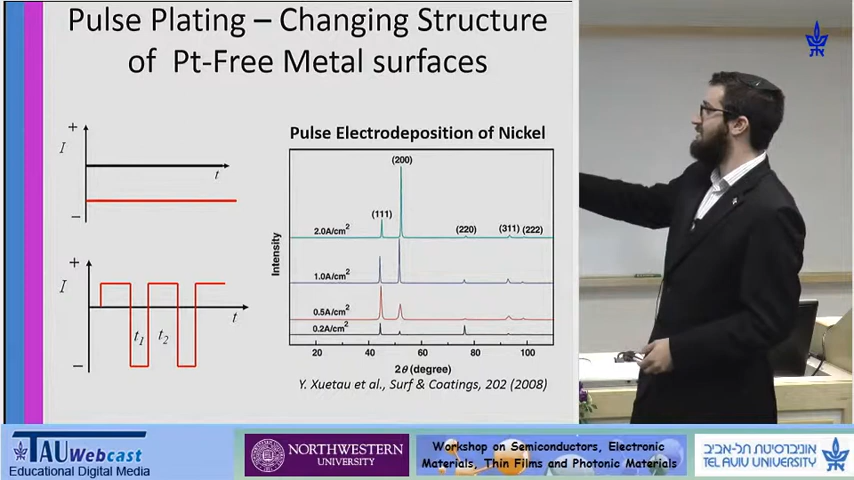 Pulse Plating – Changing Structure
of Pt-Free Metal surfaces
+
I
t
–
+
I
t
t1
t2
–
Pulse Electrodeposition of Nickel
(200)
(111)
(220)
(311)
(222)
2.0A/cm²
1.0A/cm²
0.5A/cm²
0.2A/cm²
Intensity
20 40 60 80 100
2θ (degree)
Y. Xuetau et al., Surf & Coatings, 202 (2008)
TAU Webcast
Educational Digital Media
NORTHWESTERN
UNIVERSITY
Workshop on Semiconductors, Electronic
Materials, Thin Films and Photonic Materials
אוניברסיטת תל-אביב
TEL AVIV UNIVERSITY